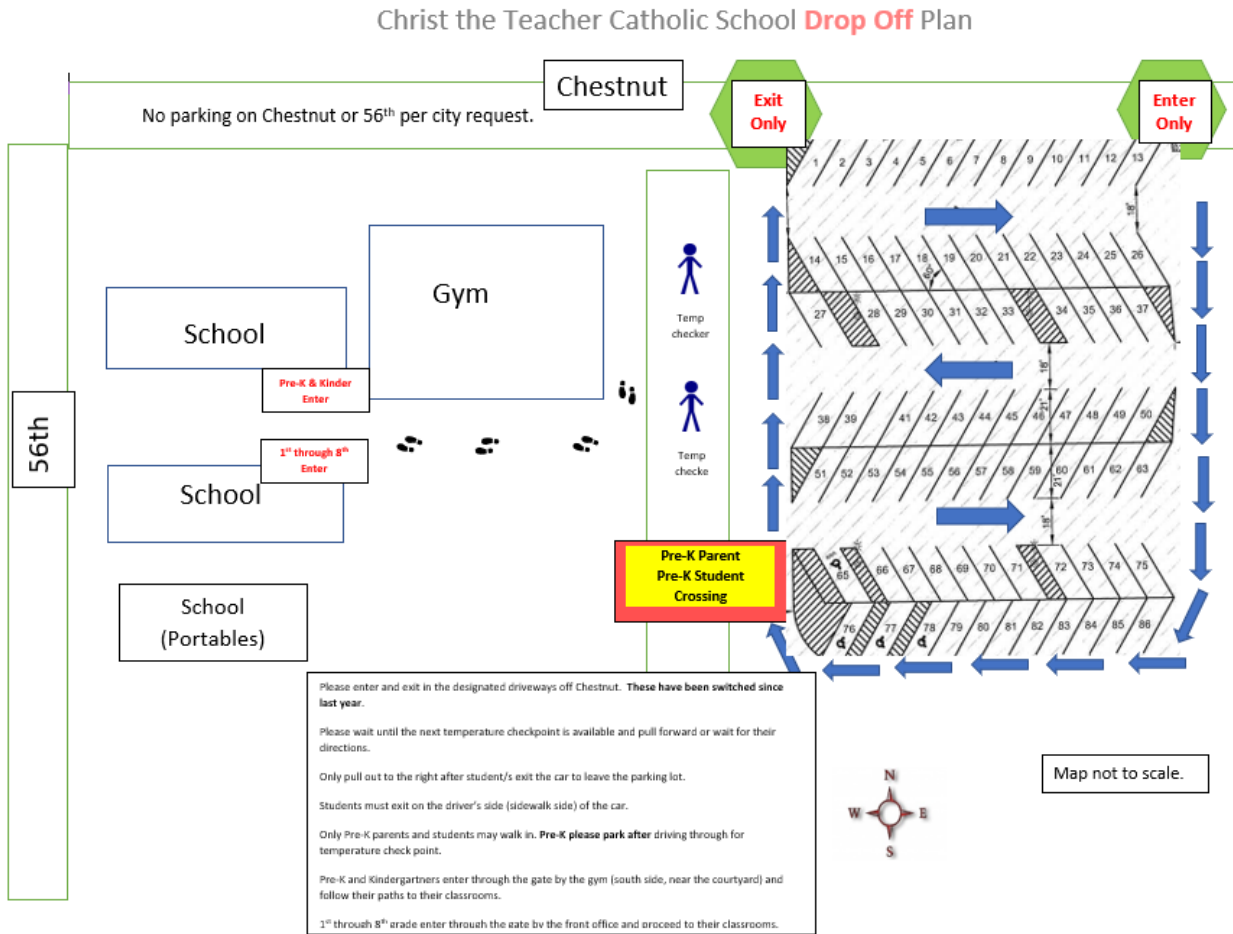 Christ the Teacher Catholic School Drop Off Plan
Chestnut
No parking on Chestnut or 56th per city request.
Exit
Only
Enter
Only
1 2 3 4 5 6 7 8 9 10 11 12 13
18'
14 15 16 17 18 19 20 21 22 23 24 25 26
60°
27 28 29 30 31 32 33 34 35 36 37
18'
Gym
School
Temp
checker
Pre-K & Kinder
Enter
56th
1st through 8th
Enter
School
Temp
checke
38 39 41 42 43 44 45 46 47 48 49 50
21'
51 52 53 54 55 56 57 58 59 60 61 62 63
21'
18'
Pre-K Parent
Pre-K Student
Crossing
65 66 67 68 69 70 71 72 73 74 75
76 77 78 79 80 81 82 83 84 85 86
School
(Portables)
Please enter and exit in the designated driveways off Chestnut. These have been switched since
last year.
Please wait until the next temperature checkpoint is available and pull forward or wait for their
directions.
Only pull out to the right after student/s exit the car to leave the parking lot.
Students must exit on the driver's side (sidewalk side) of the car.
Only Pre-K parents and students may walk in. Pre-K please park after driving through for
temperature check point.
Pre-K and Kindergartners enter through the gate by the gym (south side, near the courtyard) and
follow their paths to their classrooms.
1st through 8th grade enter through the gate by the front office and proceed to their classrooms.
Map not to scale.
N
W E
S